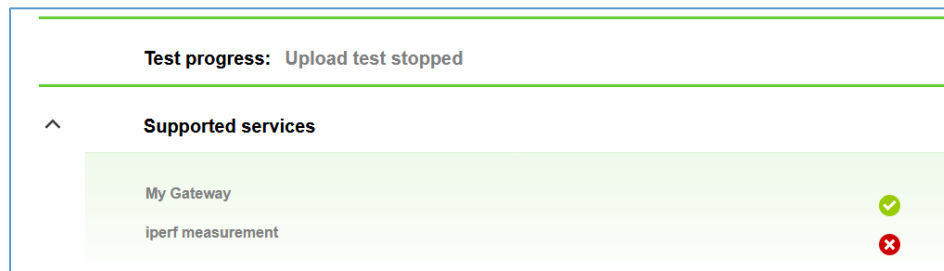 Test progress: Upload test stopped
Supported services
My Gateway
iperf measurement